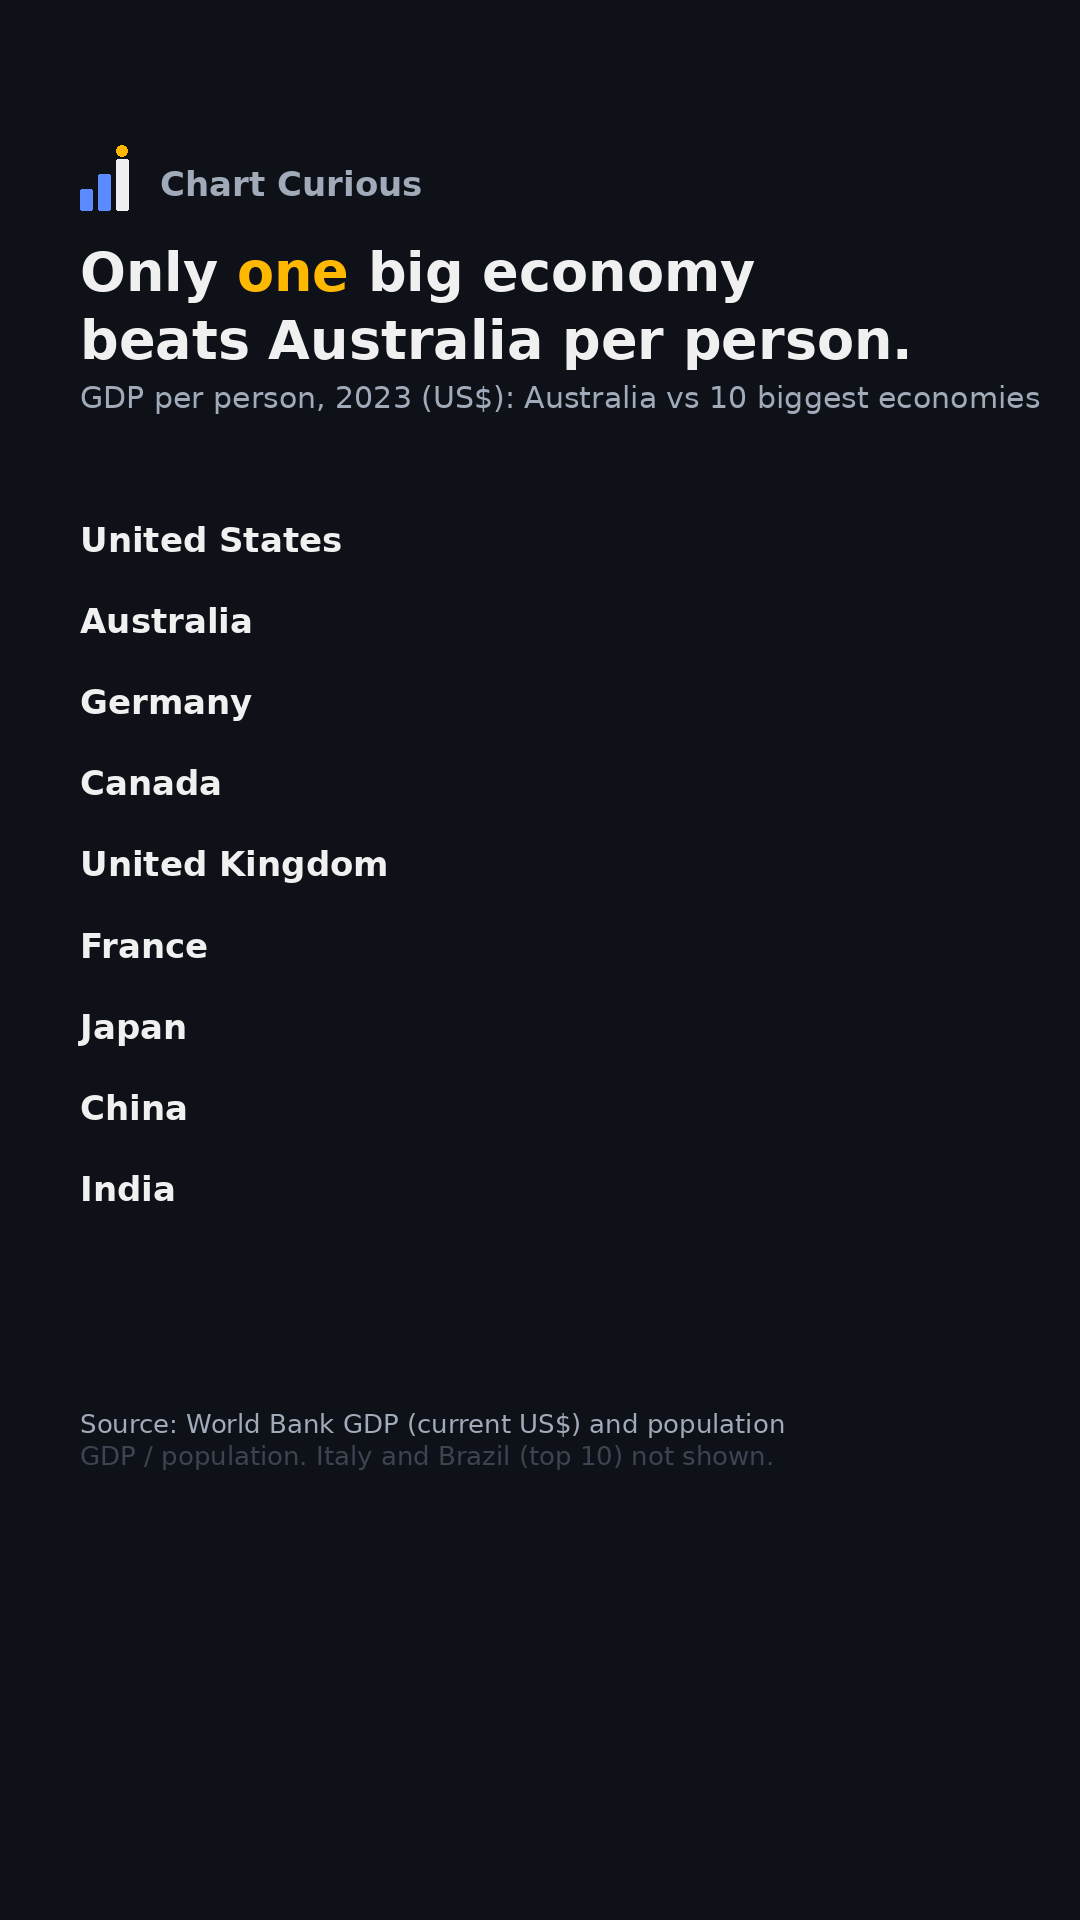 Chart Curious
Only one big economy
beats Australia per person.
GDP per person, 2023 (US$): Australia vs 10 biggest economies
United States
Australia
Germany
Canada
United Kingdom
France
Japan
China
India
Source: World Bank GDP (current US$) and population
GDP / population. Italy and Brazil (top 10) not shown.